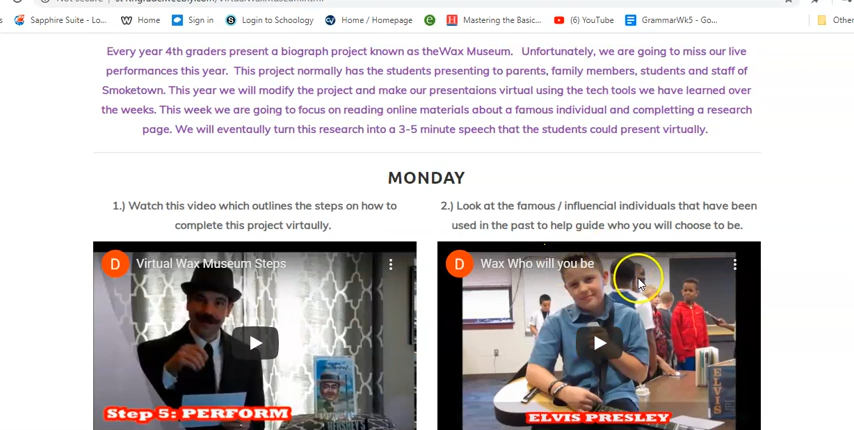 Sapphire Suite - Lo...
Home
Sign in
Login to Schoology
Home / Homepage
Mastering the Basic...
(6) YouTube
GrammarWk5 - Go...
Other
Every year 4th graders present a biograph project known as theWax Museum. Unfortunately, we are going to miss our live
performances this year. This project normally has the students presenting to parents, family members, students and staff of
Smoketown. This year we will modify the project and make our presentaions virtual using the tech tools we have learned over
the weeks. This week we are going to focus on reading online materials about a famous individual and completting a research
page. We will eventaully turn this research into a 3-5 minute speech that the students could present virtually.
MONDAY
1.) Watch this video which outlines the steps on how to
complete this project virtaully.
2.) Look at the famous / influencial individuals that have been
used in the past to help guide who you will choose to be.
D Virtual Wax Museum Steps
D Wax Who will you be
HERSHEY'S
ELVIS
Step 5: PERFORM
ELVIS PRESLEY